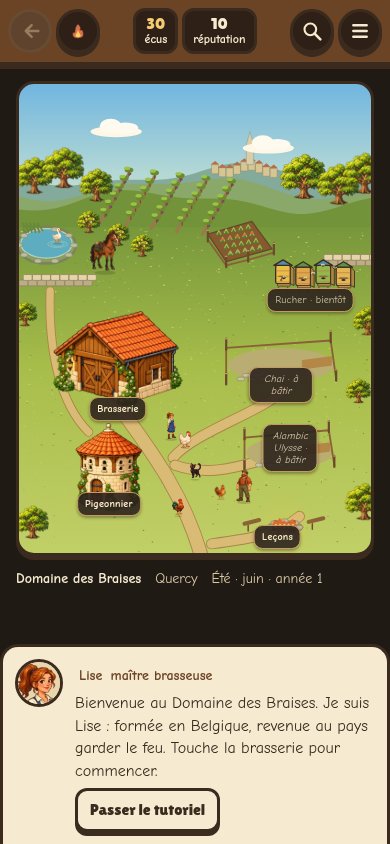 30
écus
10
réputation
Rucher · bientôt
Chai · à
bâtir
Brasserie
Alambic
Ulysse ·
à bâtir
Pigeonnier
Leçons
Domaine des Braises Quercy Été · juin · année 1
Lise maître brasseuse
Bienvenue au Domaine des Braises. Je suis
Lise : formée en Belgique, revenue au pays
garder le feu. Touche la brasserie pour
commencer.
Passer le tutoriel